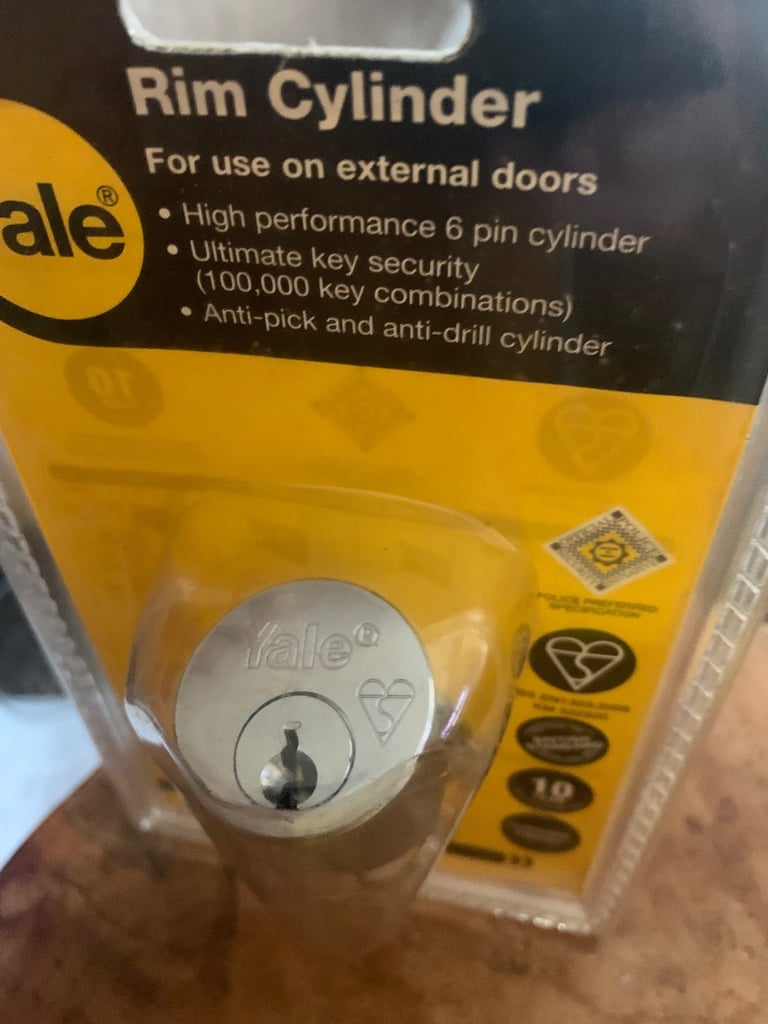 Rim Cylinder
For use on external doors
ale®
• High performance 6 pin cylinder
• Ultimate key security
(100,000 key combinations)
• Anti-pick and anti-drill cylinder
POLICE PREFERRED
SPECIFICATION
Yale®
10